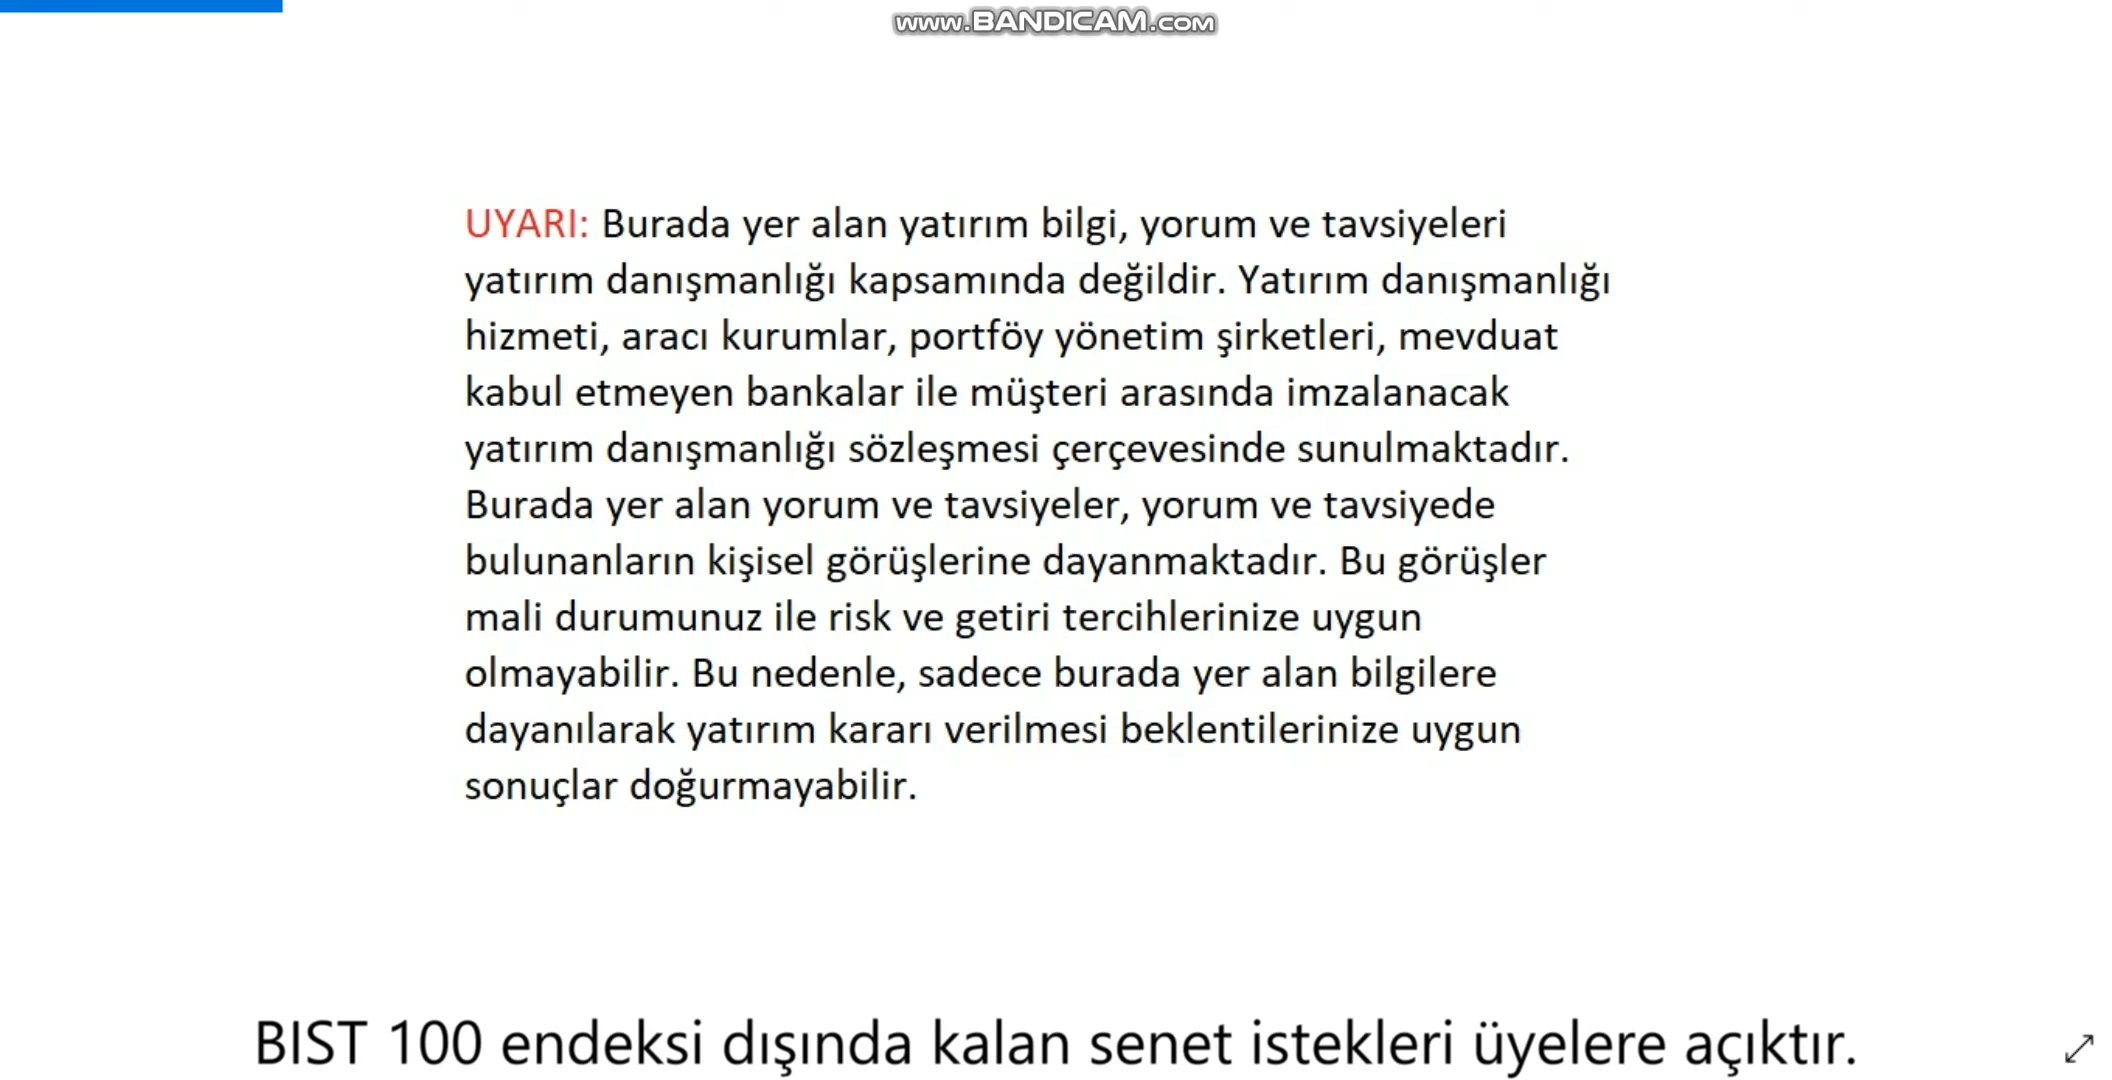 www.BANDICAM.com
UYARI: Burada yer alan yatırım bilgi, yorum ve tavsiyeleri
yatırım danışmanlığı kapsamında değildir. Yatırım danışmanlığı
hizmeti, aracı kurumlar, portföy yönetim şirketleri, mevduat
kabul etmeyen bankalar ile müşteri arasında imzalanacak
yatırım danışmanlığı sözleşmesi çerçevesinde sunulmaktadır.
Burada yer alan yorum ve tavsiyeler, yorum ve tavsiyede
bulunanların kişisel görüşlerine dayanmaktadır. Bu görüşler
mali durumunuz ile risk ve getiri tercihlerinize uygun
olmayabilir. Bu nedenle, sadece burada yer alan bilgilere
dayanılarak yatırım kararı verilmesi beklentilerinize uygun
sonuçlar doğurmayabilir.
BIST 100 endeksi dışında kalan senet istekleri üyelere açıktır.